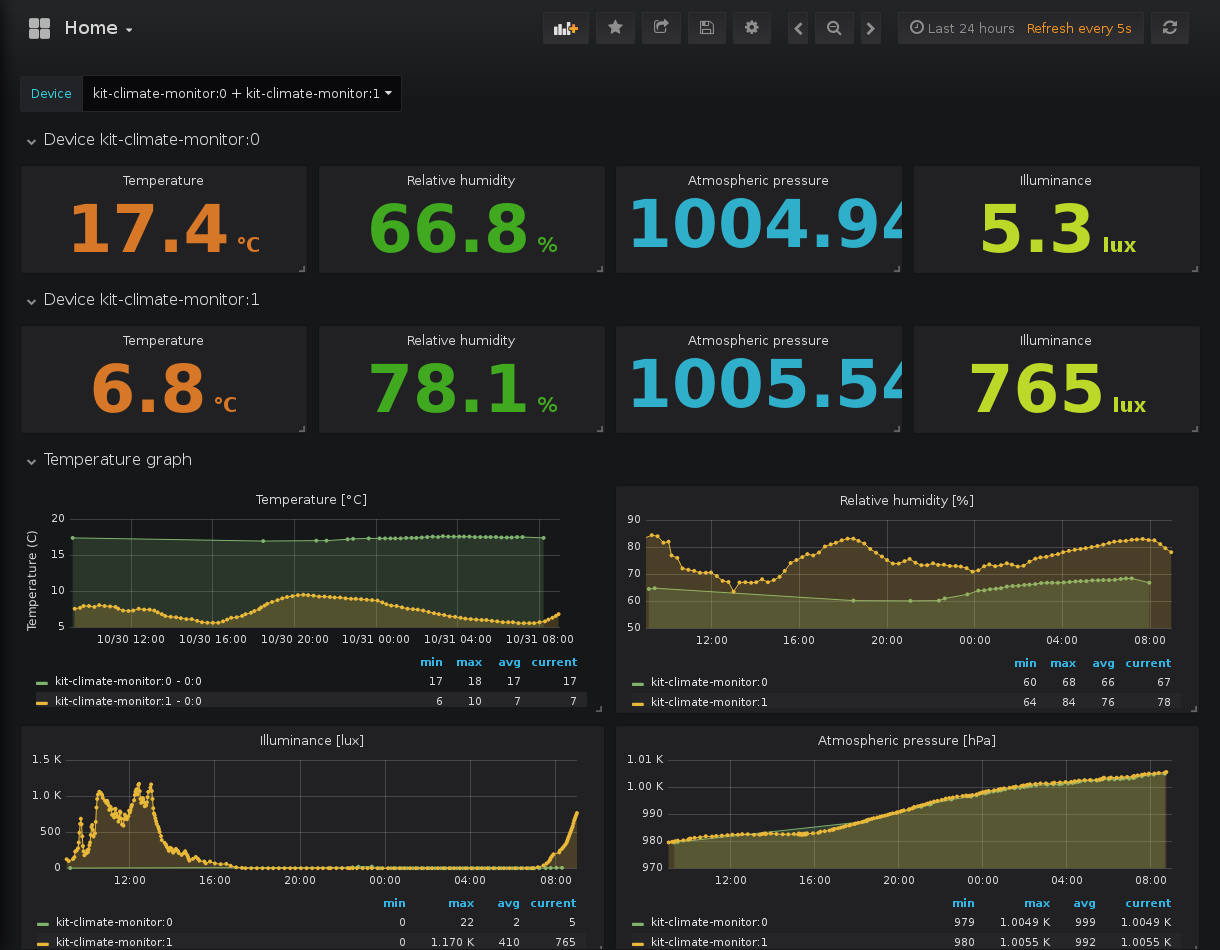 Home
Last 24 hours Refresh every 5s
Device kit-climate-monitor:0 + kit-climate-monitor:1
Device kit-climate-monitor:0
Temperature Relative humidity Atmospheric pressure Illuminance
17.4 °C 66.8 % 1004.94 5.3 lux
Device kit-climate-monitor:1
Temperature Relative humidity Atmospheric pressure Illuminance
6.8 °C 78.1 % 1005.54 765 lux
Temperature graph
Temperature [°C]
Temperature (C)
20
15
10
5
10/30 12:00 10/30 16:00 10/30 20:00 10/31 00:00 10/31 04:00 10/31 08:00
min max avg current
kit-climate-monitor:0 - 0:0 17 18 17 17
kit-climate-monitor:1 - 0:0 6 10 7 7
Relative humidity [%]
90
80
70
60
50
12:00 16:00 20:00 00:00 04:00 08:00
min max avg current
kit-climate-monitor:0 60 68 66 67
kit-climate-monitor:1 64 84 76 78
Illuminance [lux]
1.5 K
1.0 K
500
0
12:00 16:00 20:00 00:00 04:00 08:00
min max avg current
kit-climate-monitor:0 0 22 2 5
kit-climate-monitor:1 0 1.170 K 410 765
Atmospheric pressure [hPa]
1.01 K
1.00 K
990
980
970
12:00 16:00 20:00 00:00 04:00 08:00
min max avg current
kit-climate-monitor:0 979 1.0049 K 999 1.0049 K
kit-climate-monitor:1 980 1.0055 K 992 1.0055 K